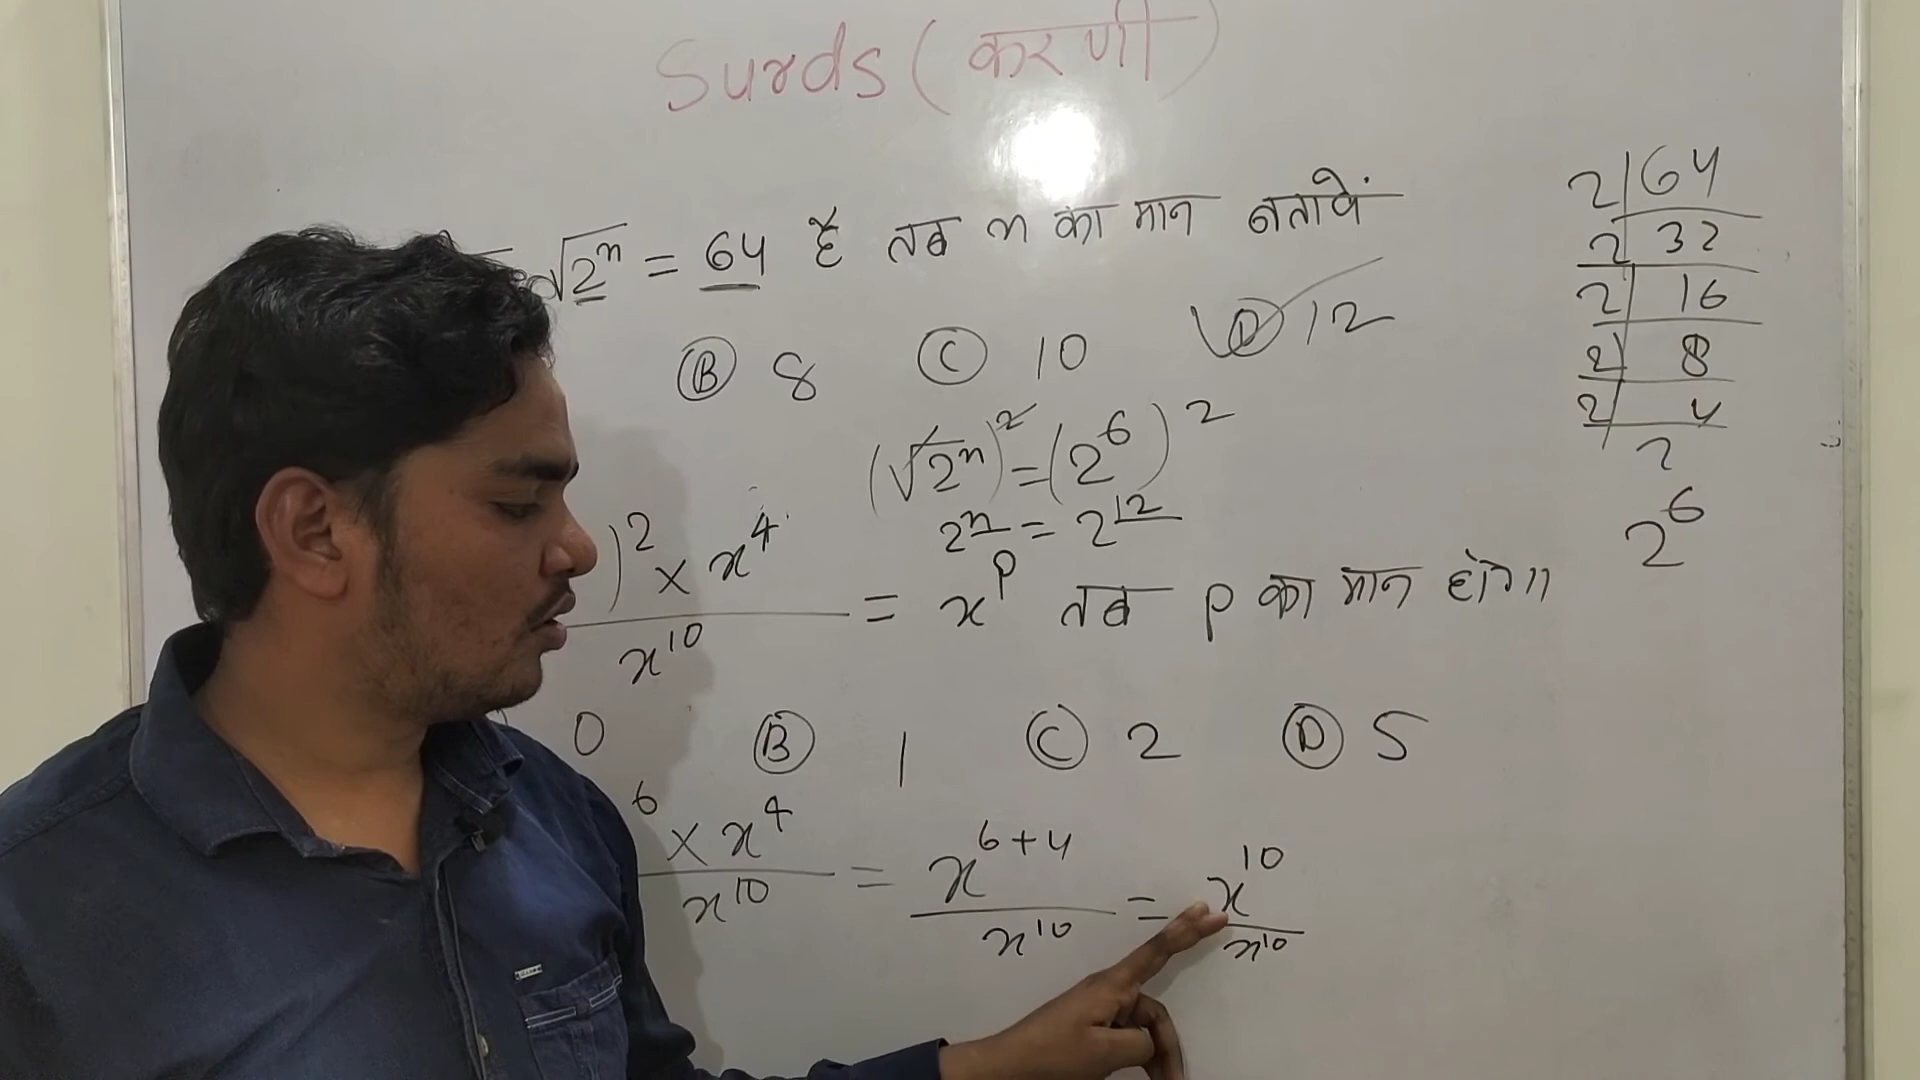 Surds (करणी)
√2ⁿ = 64 है तब n का मान बतावें
Ⓑ 8 Ⓒ 10 Ⓓ 12
(√2ⁿ)² = (2⁶)²
2ⁿ = 2¹²
)² × x⁴ / x¹⁰ = xᵖ तब p का मान होगा
0 Ⓑ 1 Ⓒ 2 Ⓓ 5
⁶ × x⁴ / x¹⁰ = x⁶⁺⁴ / x¹⁰ = x¹⁰ / x¹⁰
2 | 64
2 | 32
2 | 16
2 | 8
2 | 4
2
2⁶